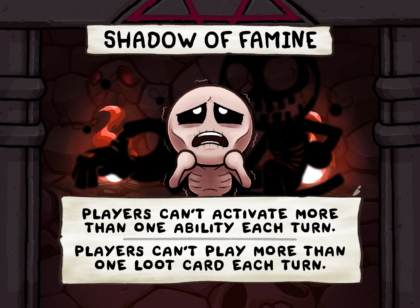 SHADOW OF FAMINE
PLAYERS CAN'T ACTIVATE MORE
THAN ONE ABILITY EACH TURN.
PLAYERS CAN'T PLAY MORE THAN
ONE LOOT CARD EACH TURN.